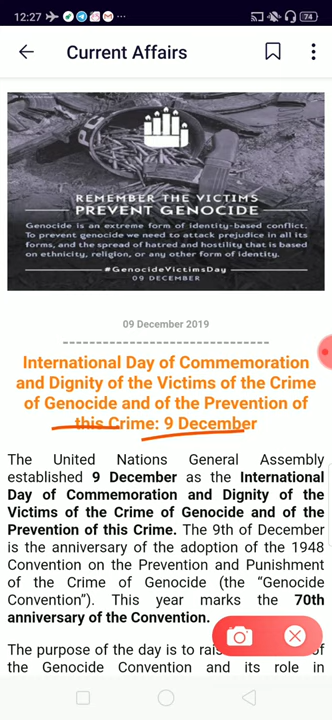 12:27
74
Current Affairs
REMEMBER THE VICTIMS
PREVENT GENOCIDE
Genocide is an extreme form of identity-based conflict.
To prevent genocide we need to attack prejudice in all its
forms, and the spread of hatred and hostility that is based
on ethnicity, religion, or any other form of identity.
#GenocideVictimsDay
09 DECEMBER
09 December 2019
International Day of Commemoration
and Dignity of the Victims of the Crime
of Genocide and of the Prevention of
this Crime: 9 December
The United Nations General Assembly
established 9 December as the International
Day of Commemoration and Dignity of the
Victims of the Crime of Genocide and of the
Prevention of this Crime. The 9th of December
is the anniversary of the adoption of the 1948
Convention on the Prevention and Punishment
of the Crime of Genocide (the “Genocide
Convention”). This year marks the 70th
anniversary of the Convention.
The purpose of the day is to of
the Genocide Convention and its role in